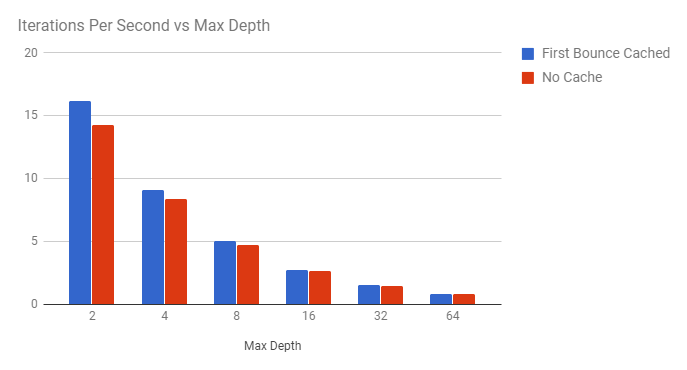 Iterations Per Second vs Max Depth
First Bounce Cached
No Cache
20
15
10
5
0
2 4 8 16 32 64
Max Depth